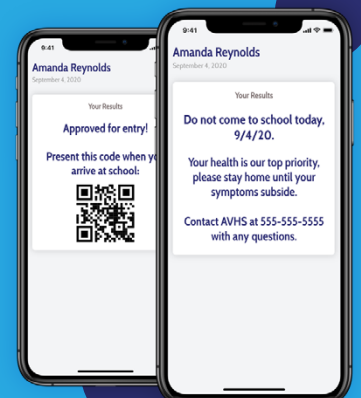 9:41
Amanda Reynolds
September 4, 2020
Your Results
Approved for entry!
Present this code when
arrive at school:
9:41
Amanda Reynolds
September 4, 2020
Your Results
Do not come to school today,
9/4/20.
Your health is our top priority,
please stay home until your
symptoms subside.
Contact AVHS at 555-555-5555
with any questions.